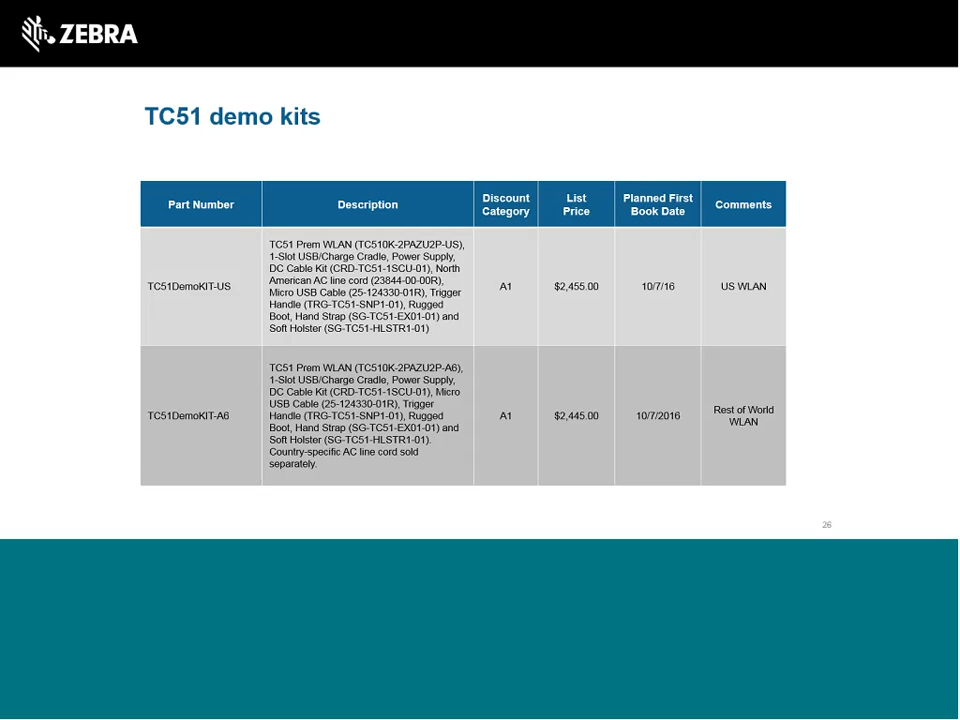 ZEBRA
TC51 demo kits
Part Number
Description
Discount
Category
List
Price
Planned First
Book Date
Comments
TC51DemoKIT-US
TC51 Prem WLAN (TC510K-2PAZU2P-US),
1-Slot USB/Charge Cradle, Power Supply,
DC Cable Kit (CRD-TC51-1SCU-01), North
American AC line cord (23844-00-00R),
Micro USB Cable (25-124330-01R), Trigger
Handle (TRG-TC51-SNP1-01), Rugged
Boot, Hand Strap (SG-TC51-EX01-01) and
Soft Holster (SG-TC51-HLSTR1-01)
A1
$2,455.00
10/7/16
US WLAN
TC51DemoKIT-A6
TC51 Prem WLAN (TC510K-2PAZU2P-A6),
1-Slot USB/Charge Cradle, Power Supply,
DC Cable Kit (CRD-TC51-1SCU-01), Micro
USB Cable (25-124330-01R), Trigger
Handle (TRG-TC51-SNP1-01), Rugged
Boot, Hand Strap (SG-TC51-EX01-01) and
Soft Holster (SG-TC51-HLSTR1-01).
Country-specific AC line cord sold
separately.
A1
$2,445.00
10/7/2016
Rest of World
WLAN
26